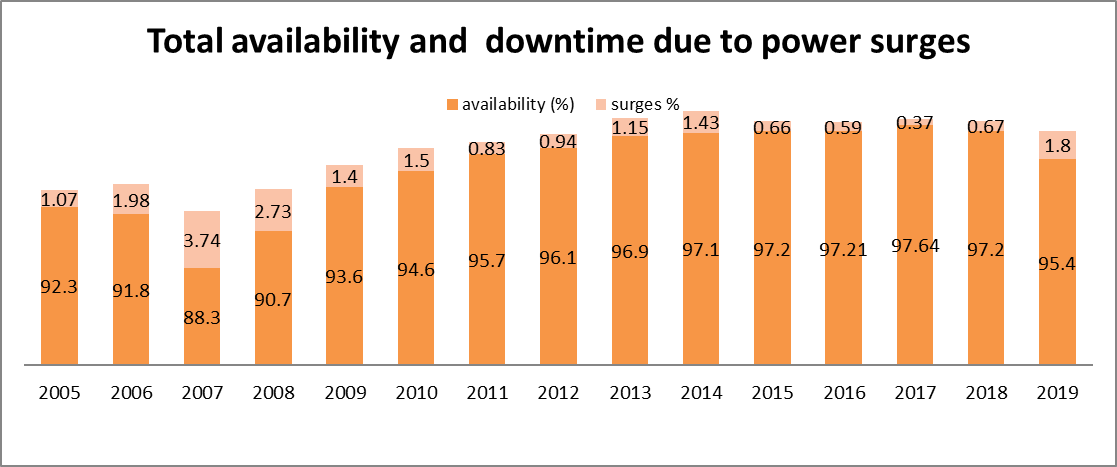 Total availability and  downtime due to power surges
availability (%) surges %
1.07 1.98 3.74 2.73 1.4 1.5 0.83 0.94 1.15 1.43 0.66 0.59 0.37 0.67 1.8
92.3 91.8 88.3 90.7 93.6 94.6 95.7 96.1 96.9 97.1 97.2 97.21 97.64 97.2 95.4
2005 2006 2007 2008 2009 2010 2011 2012 2013 2014 2015 2016 2017 2018 2019